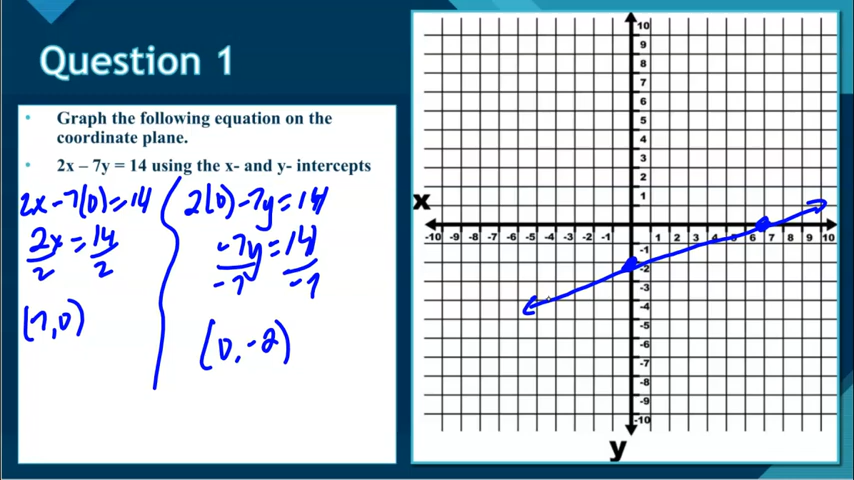 Question 1
• Graph the following equation on the
coordinate plane.
• 2x – 7y = 14 using the x- and y- intercepts
2x - 7(0) = 14
2x = 14
2 2
(7,0)
2(0) - 7y = 14
-7y = 14
-7 -7
(0, -2)
10
9
8
7
6
5
4
3
2
1
x
-10 -9 -8 -7 -6 -5 -4 -3 -2 -1 1 2 3 4 5 6 7 8 9 10
-1
-2
-3
-4
-5
-6
-7
-8
-9
-10
y